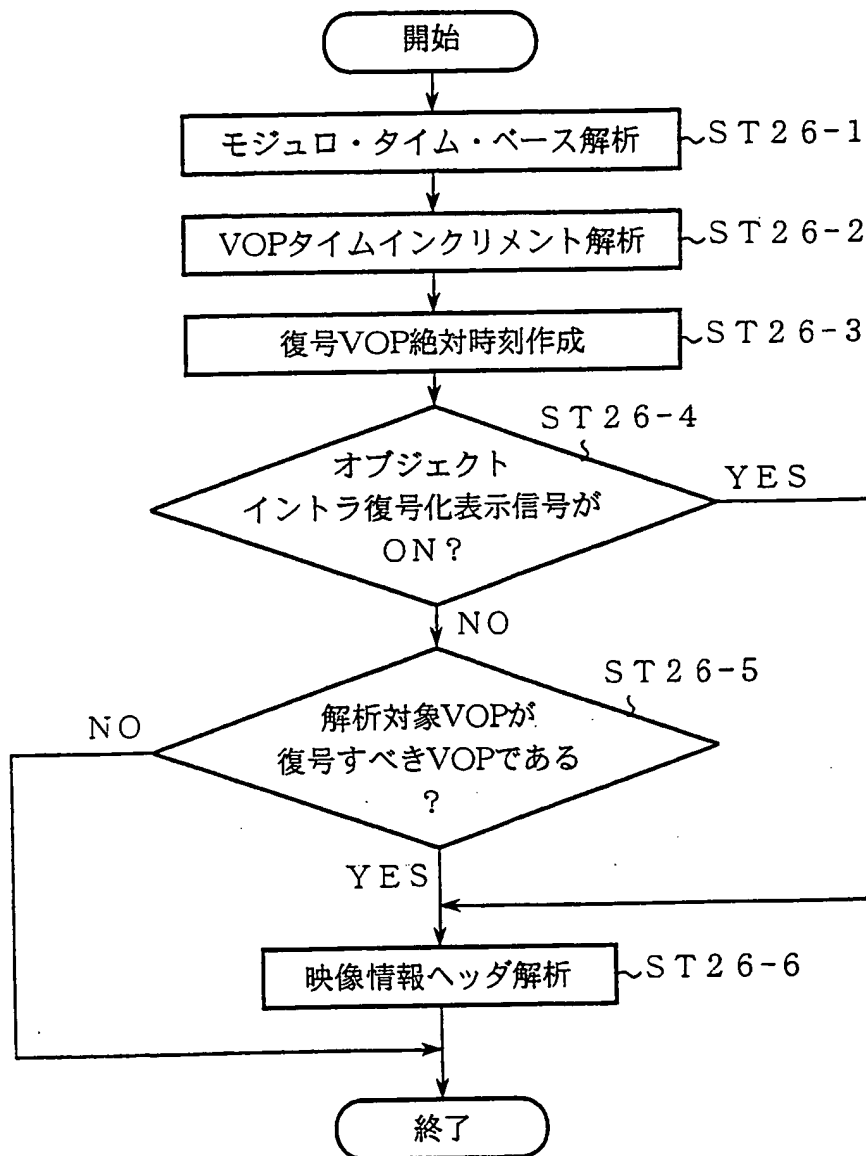 開始
モジュロ・タイム・ベース解析
ST26-1
VOPタイムインクリメント解析
ST26-2
復号VOP絶対時刻作成
ST26-3
ST26-4
オブジェクト
イントラ復号化表示信号が
ON?
YES
NO
ST26-5
NO
解析対象VOPが
復号すべきVOPである
?
YES
映像情報ヘッダ解析
ST26-6
終了